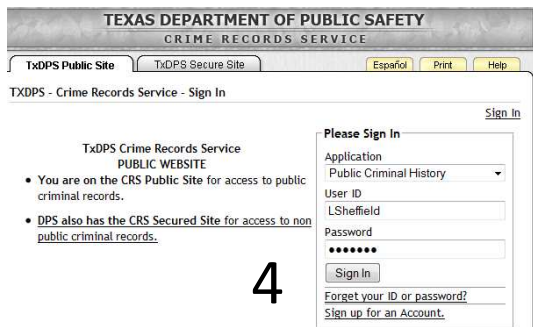 TEXAS DEPARTMENT OF PUBLIC SAFETY
CRIME RECORDS SERVICE
TxDPS Public Site
TxDPS Secure Site
Español
Print
Help
TXDPS - Crime Records Service - Sign In
Sign In
TxDPS Crime Records Service
PUBLIC WEBSITE
• You are on the CRS Public Site for access to public
criminal records.
• DPS also has the CRS Secured Site for access to non
public criminal records.
4
Please Sign In
Application
Public Criminal History
User ID
LSheffield
Password
•••••••
Sign In
Forget your ID or password?
Sign up for an Account.